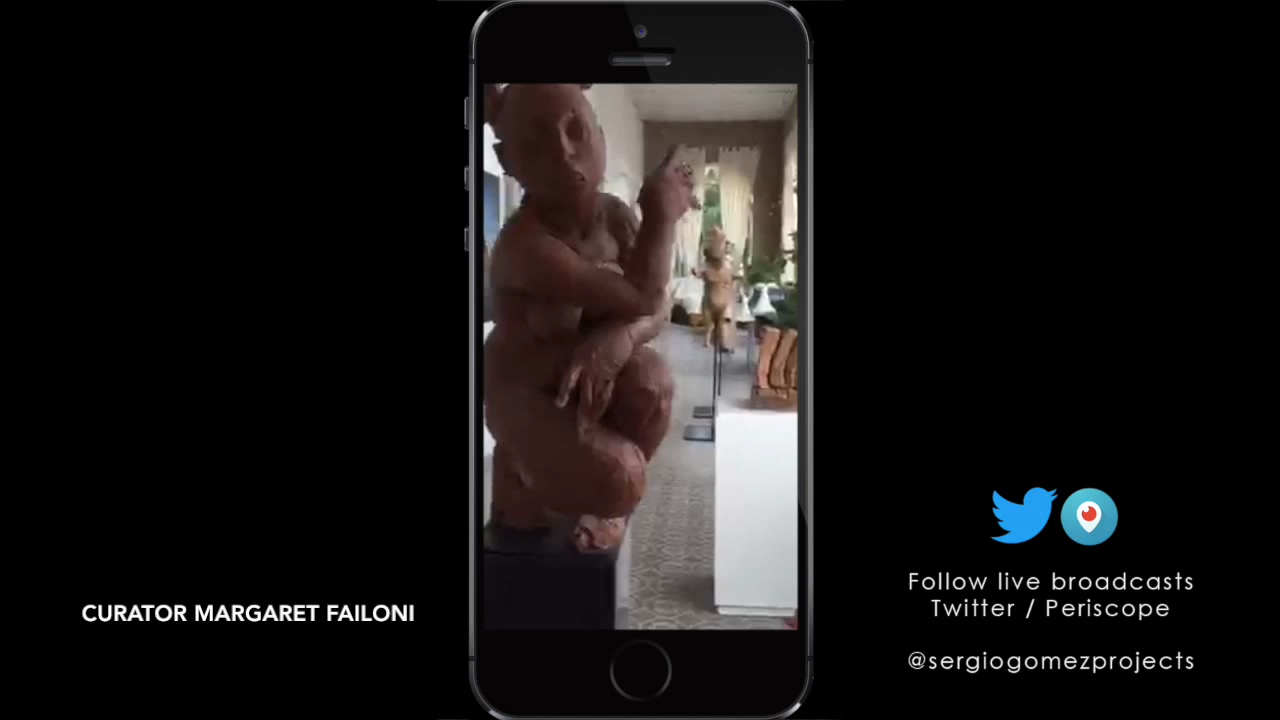 CURATOR MARGARET FAILONI
Follow live broadcasts
Twitter / Periscope
@sergiogomezprojects